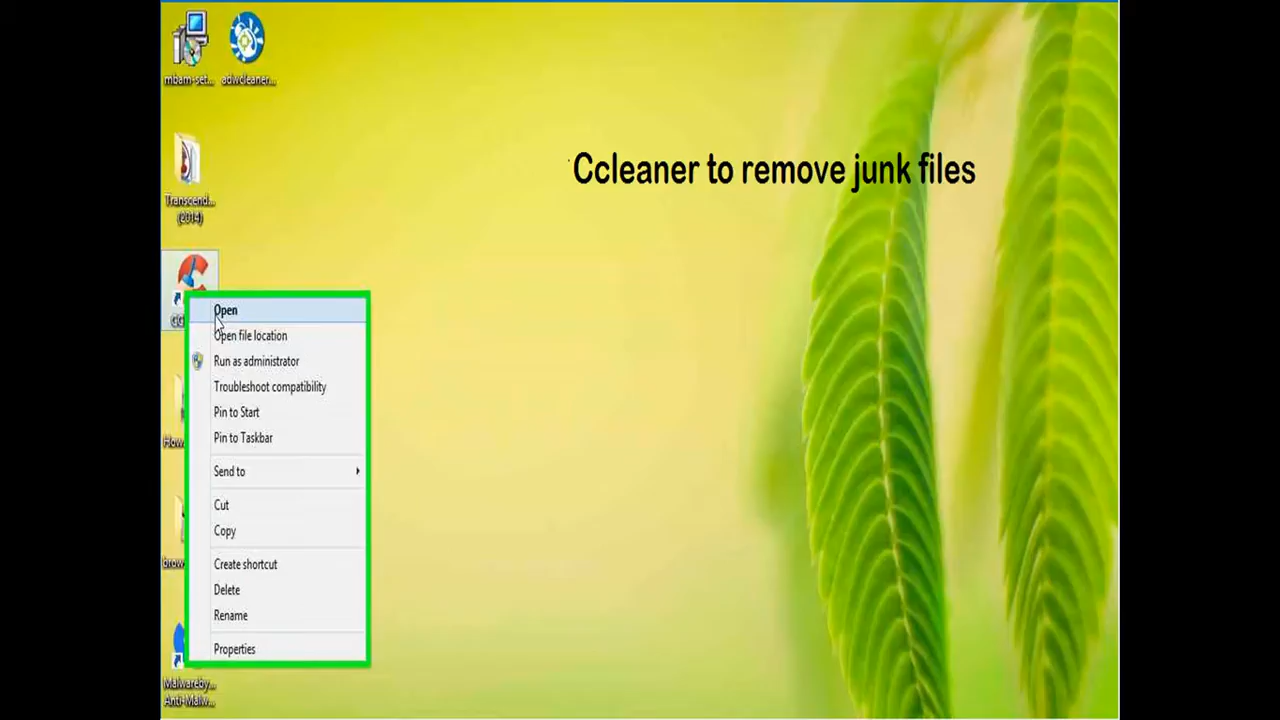 mbam-set...
adwcleaner...
Ccleaner to remove junk files
Transcend...
(2014)
Open
Open file location
Run as administrator
Troubleshoot compatibility
Pin to Start
Pin to Taskbar
Send to
Cut
Copy
Create shortcut
Delete
Rename
Properties
Malwareby...
Anti-Malw...